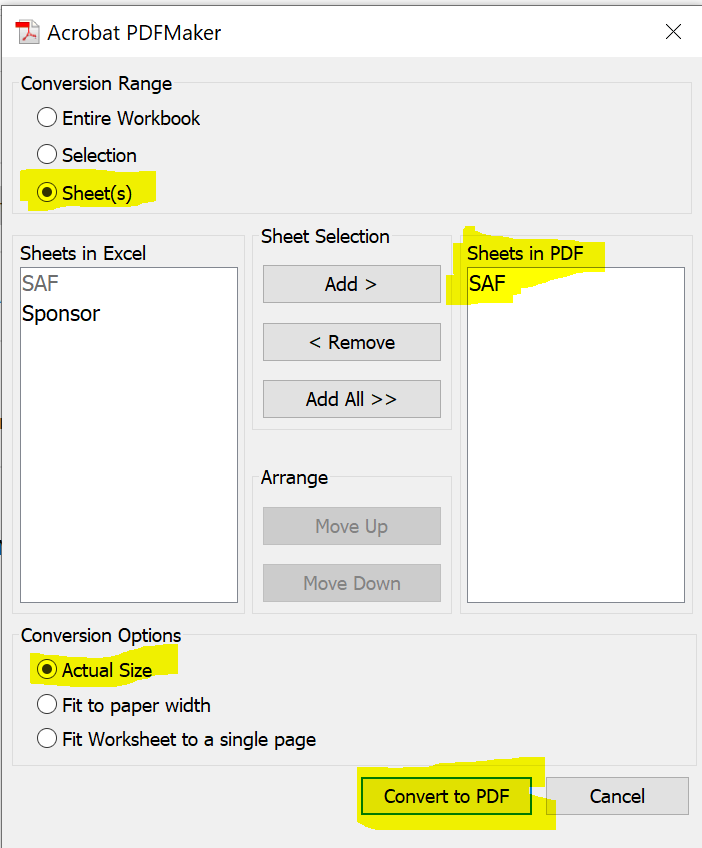 Acrobat PDFMaker
Conversion Range
Entire Workbook
Selection
Sheet(s)
Sheets in Excel
SAF
Sponsor
Sheet Selection
Add >
< Remove
Add All >>
Arrange
Move Up
Move Down
Sheets in PDF
SAF
Conversion Options
Actual Size
Fit to paper width
Fit Worksheet to a single page
Convert to PDF
Cancel